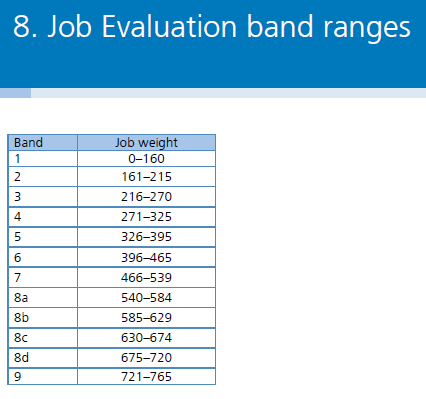 8. Job Evaluation band ranges
Band Job weight
1 0–160
2 161–215
3 216–270
4 271–325
5 326–395
6 396–465
7 466–539
8a 540–584
8b 585–629
8c 630–674
8d 675–720
9 721–765